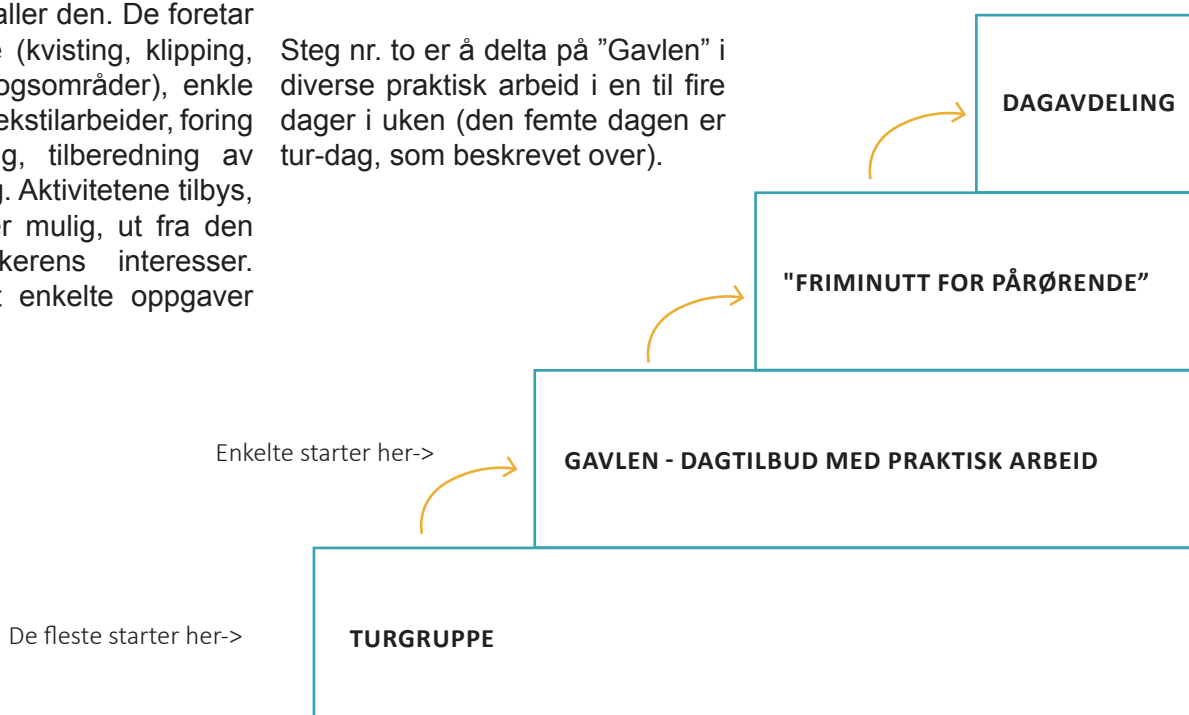 aller den. De foretar
(kvisting, klipping,
ogsområder), enkle
ekstilarbeider, foring
tilberedning av
Aktivitetene tilbys,
mulig, ut fra den
interesser.
enkelte oppgaver
Steg nr. to er å delta på ”Gavlen” i
diverse praktisk arbeid i en til fire
dager i uken (den femte dagen er
tur-dag, som beskrevet over).
DAGAVDELING
"FRIMINUTT FOR PÅRØRENDE”
Enkelte starter her->
GAVLEN - DAGTILBUD MED PRAKTISK ARBEID
De fleste starter her->
TURGRUPPE